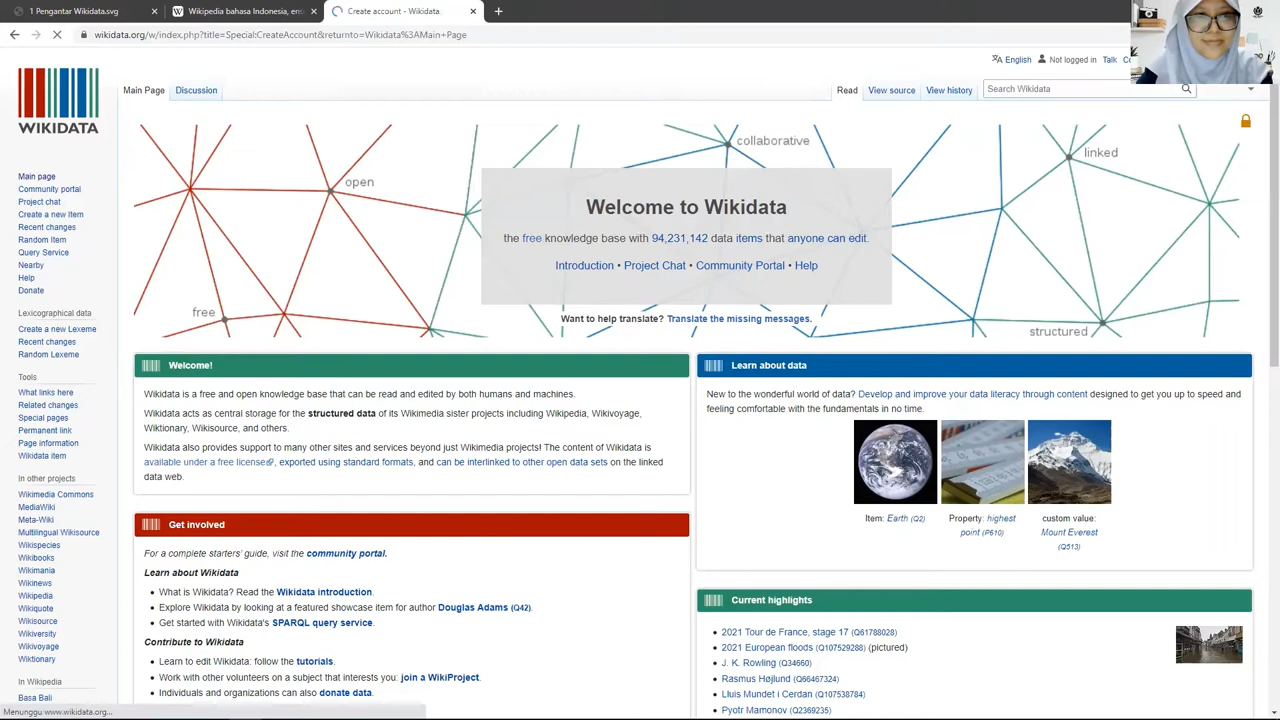 1 Pengantar Wikidata.svg
Wikipedia bahasa Indonesia, ens
Create account - Wikidata
wikidata.org/w/index.php?title=Special:CreateAccount&returnto=Wikidata%3AMain+Page
English Not logged in Talk
Main Page Discussion Read View source View history Search Wikidata
WIKIDATA
Main page
Community portal
Project chat
Create a new Item
Recent changes
Random Item
Query Service
Nearby
Help
Donate
Lexicographical data
Create a new Lexeme
Recent changes
Random Lexeme
Tools
What links here
Related changes
Special pages
Permanent link
Page information
Wikidata item
In other projects
Wikimedia Commons
MediaWiki
Meta-Wiki
Multilingual Wikisource
Wikispecies
Wikibooks
Wikimania
Wikinews
Wikipedia
Wikiquote
Wikisource
Wikiversity
Wikivoyage
Wiktionary
In Wikipedia
Basa Bali
open
free
collaborative
linked
structured
Welcome to Wikidata
the free knowledge base with 94,231,142 data items that anyone can edit.
Introduction • Project Chat • Community Portal • Help
Want to help translate? Translate the missing messages.
Welcome!
Wikidata is a free and open knowledge base that can be read and edited by both humans and machines.
Wikidata acts as central storage for the structured data of its Wikimedia sister projects including Wikipedia, Wikivoyage,
Wiktionary, Wikisource, and others.
Wikidata also provides support to many other sites and services beyond just Wikimedia projects! The content of Wikidata is
available under a free license, exported using standard formats, and can be interlinked to other open data sets on the linked
data web.
Get involved
For a complete starters' guide, visit the community portal.
Learn about Wikidata
• What is Wikidata? Read the Wikidata introduction.
• Explore Wikidata by looking at a featured showcase item for author Douglas Adams (Q42).
• Get started with Wikidata's SPARQL query service.
Contribute to Wikidata
• Learn to edit Wikidata: follow the tutorials.
• Work with other volunteers on a subject that interests you: join a WikiProject.
• Individuals and organizations can also donate data.
Learn about data
New to the wonderful world of data? Develop and improve your data literacy through content designed to get you up to speed and
feeling comfortable with the fundamentals in no time.
Item: Earth (Q2)
Property: highest
point (P610)
custom value:
Mount Everest
(Q513)
Current highlights
• 2021 Tour de France, stage 17 (Q61788028)
• 2021 European floods (Q107529288) (pictured)
• J. K. Rowling (Q34660)
• Rasmus Højlund (Q66467324)
• Lluis Mundet i Cerdan (Q107538784)
• Pyotr Mamonov (Q2369235)
Menunggu www.wikidata.org...